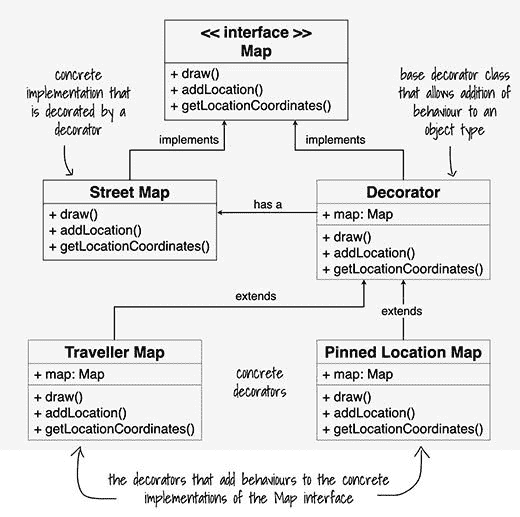 << interface >>
Map
+ draw()
+ addLocation()
+ getLocationCoordinates()
concrete
implementation that
is decorated by a
decorator
base decorator class
that allows addition of
behaviour to an
object type
implements
implements
Street Map
+ draw()
+ addLocation()
+ getLocationCoordinates()
has a
Decorator
+ map: Map
+ draw()
+ addLocation()
+ getLocationCoordinates()
extends
extends
Traveller Map
+ map: Map
+ draw()
+ addLocation()
+ getLocationCoordinates()
concrete
decorators
Pinned Location Map
+ map: Map
+ draw()
+ addLocation()
+ getLocationCoordinates()
the decorators that add behaviours to the concrete
implementations of the Map interface